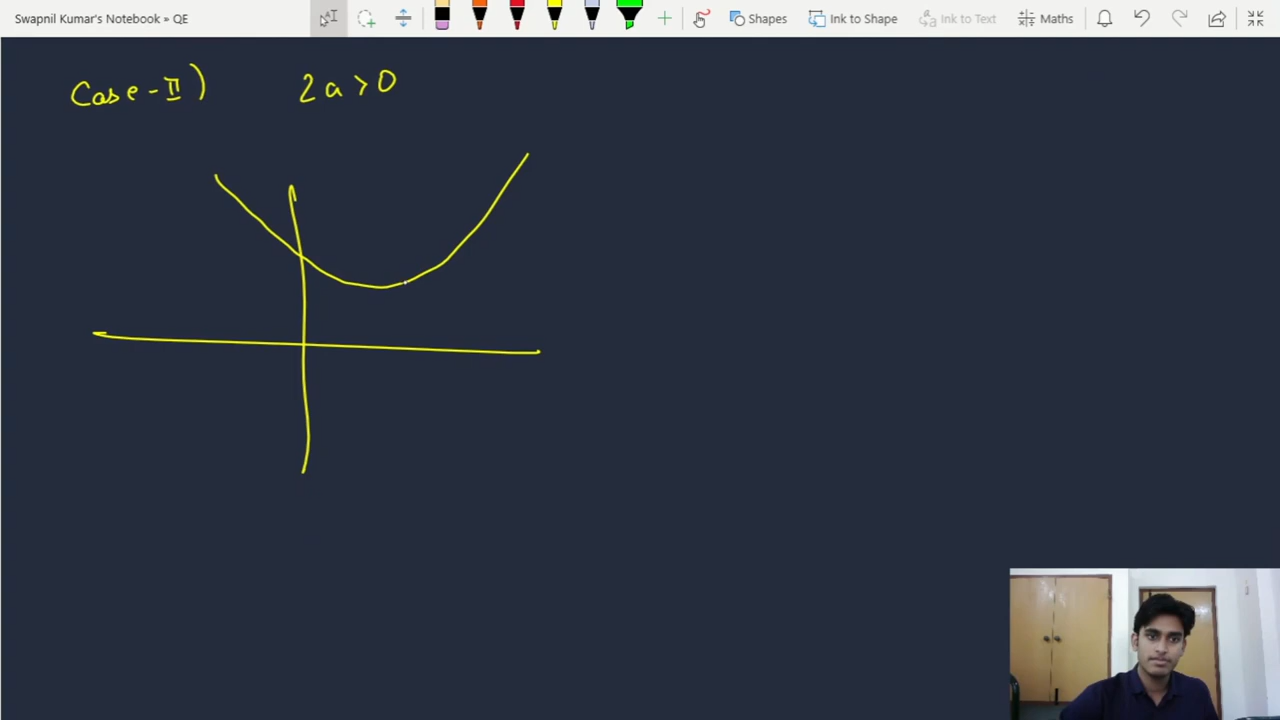 Swapnil Kumar's Notebook » QE
Shapes
Ink to Shape
Ink to Text
Maths
Case-II) 2a>0